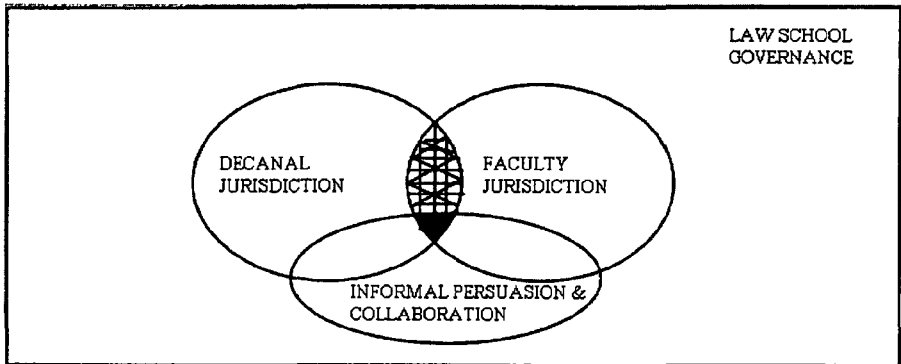 LAW SCHOOL
GOVERNANCE
DECANAL
JURISDICTION
FACULTY
JURISDICTION
INFORMAL PERSUASION &
COLLABORATION